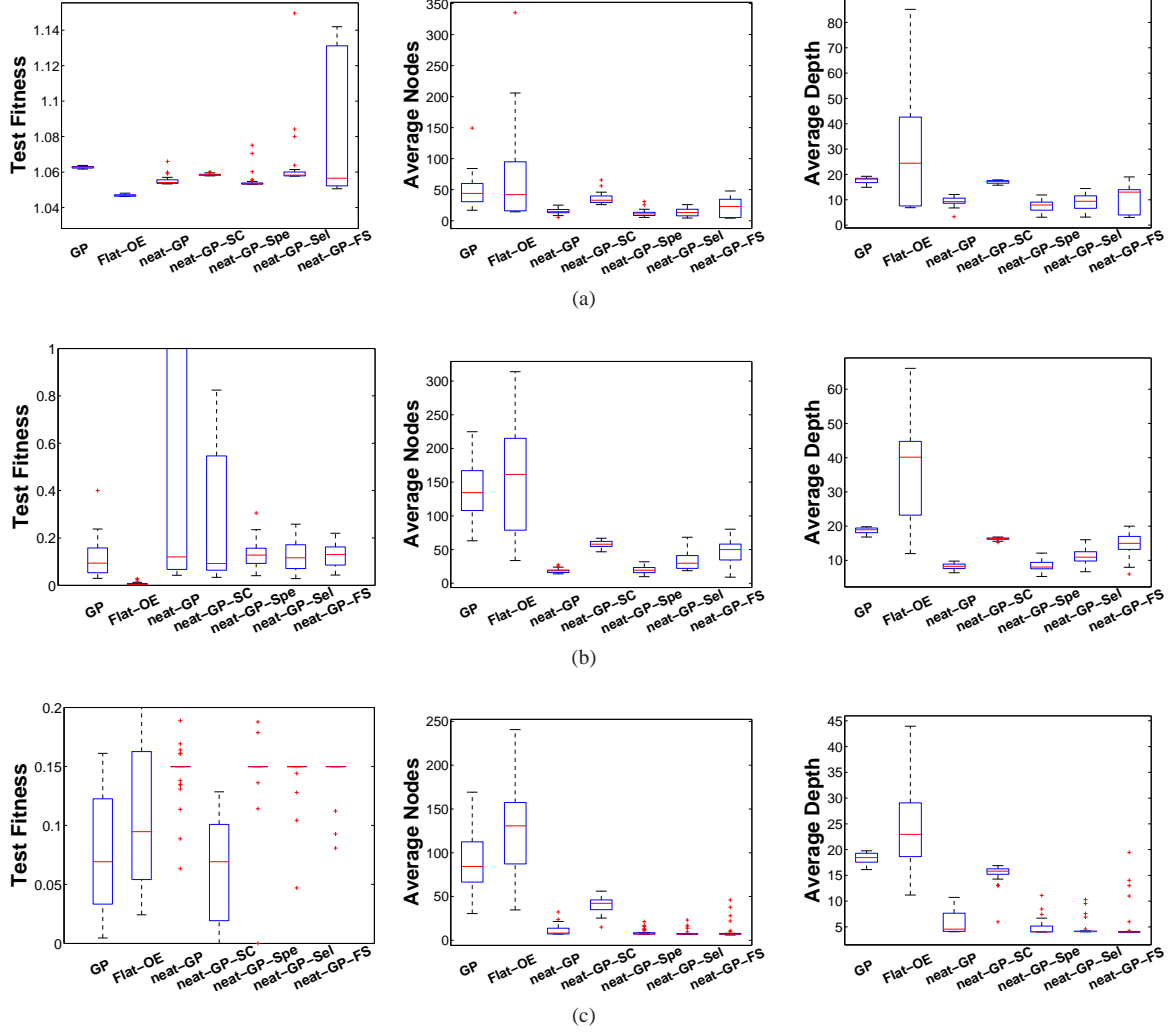 Test Fitness
1.14
1.12
1.1
1.08
1.06
1.04
GP
Flat−OE
neat−GP
neat−GP−SC
neat−GP−Spe
neat−GP−Sel
neat−GP−FS
Average Nodes
350
300
250
200
150
100
50
0
GP
Flat−OE
neat−GP
neat−GP−SC
neat−GP−Spe
neat−GP−Sel
neat−GP−FS
Average Depth
80
70
60
50
40
30
20
10
0
GP
Flat−OE
neat−GP
neat−GP−SC
neat−GP−Spe
neat−GP−Sel
neat−GP−FS
(a)
Test Fitness
1
0.8
0.6
0.4
0.2
0
GP
Flat−OE
neat−GP
neat−GP−SC
neat−GP−Spe
neat−GP−Sel
neat−GP−FS
Average Nodes
300
250
200
150
100
50
0
GP
Flat−OE
neat−GP
neat−GP−SC
neat−GP−Spe
neat−GP−Sel
neat−GP−FS
Average Depth
60
50
40
30
20
10
GP
Flat−OE
neat−GP
neat−GP−SC
neat−GP−Spe
neat−GP−Sel
neat−GP−FS
(b)
Test Fitness
0.2
0.15
0.1
0.05
0
GP
Flat−OE
neat−GP
neat−GP−SC
neat−GP−Spe
neat−GP−Sel
neat−GP−FS
Average Nodes
250
200
150
100
50
0
GP
Flat−OE
neat−GP
neat−GP−SC
neat−GP−Spe
neat−GP−Sel
neat−GP−FS
Average Depth
45
40
35
30
25
20
15
10
5
GP
Flat−OE
neat−GP
neat−GP−SC
neat−GP−Spe
neat−GP−Sel
neat−GP−FS
(c)